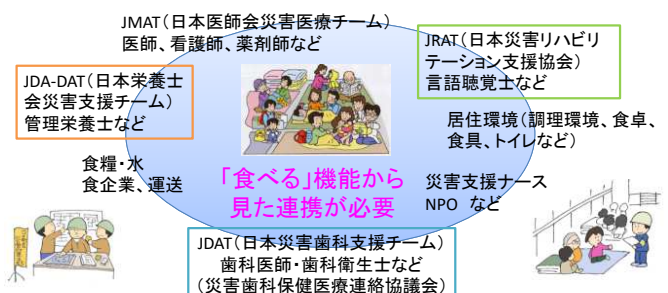 JMAT(日本医師会災害医療チーム)
医師、看護師、薬剤師など
JRAT(日本災害リハビリ
テーション支援協会)
言語聴覚士など
JDA-DAT(日本栄養士
会災害支援チーム)
管理栄養士など
居住環境(調理環境、食卓、
食具、トイレなど)
食糧・水
食企業、運送
「食べる」機能から
見た連携が必要
災害支援ナース
NPO など
JDAT(日本災害歯科支援チーム)
歯科医師・歯科衛生士など
(災害歯科保健医療連絡協議会)